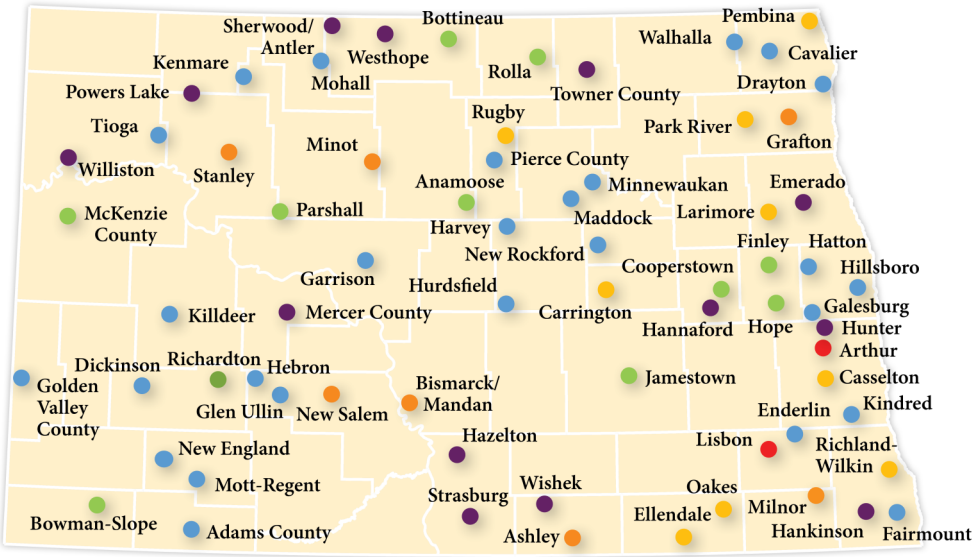 Bottineau
Pembina
Sherwood/
Antler
Westhope
Walhalla
Cavalier
Kenmare
Mohall
Rolla
Towner County
Drayton
Powers Lake
Rugby
Park River
Grafton
Tioga
Minot
Pierce County
Williston
Stanley
Anamoose
Minnewaukan
Emerado
McKenzie
County
Parshall
Maddock
Larimore
Harvey
New Rockford
Finley
Hatton
Garrison
Cooperstown
Hillsboro
Hurdsfield
Killdeer
Mercer County
Carrington
Hannaford
Hope
Galesburg
Hunter
Arthur
Dickinson
Richardton
Hebron
Golden
Valley
County
Glen Ullin
New Salem
Bismarck/
Mandan
Jamestown
Casselton
Enderlin
Kindred
Hazelton
Lisbon
Richland-
Wilkin
New England
Mott-Regent
Strasburg
Wishek
Oakes
Bowman-Slope
Adams County
Ashley
Ellendale
Milnor
Hankinson
Fairmount